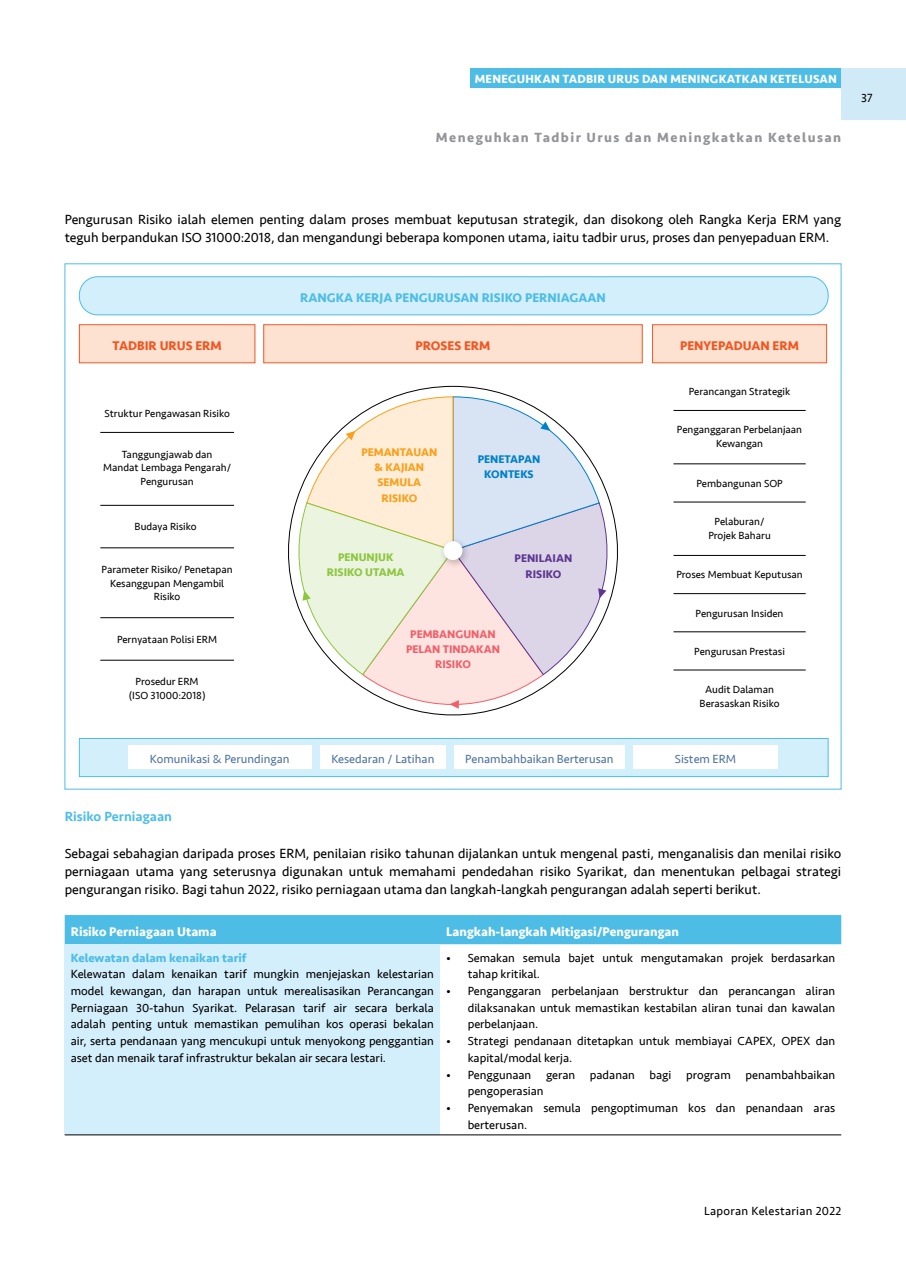 MENEGUHKAN TADBIR URUS DAN MENINGKATKAN KETELUSAN
37
Meneguhkan Tadbir Urus dan Meningkatkan Ketelusan
Pengurusan Risiko ialah elemen penting dalam proses membuat keputusan strategik, dan disokong oleh Rangka Kerja ERM yang
teguh berpandukan ISO 31000:2018, dan mengandungi beberapa komponen utama, iaitu tadbir urus, proses dan penyepaduan ERM.
RANGKA KERJA PENGURUSAN RISIKO PERNIAGAAN
TADBIR URUS ERM
Struktur Pengawasan Risiko
Tanggungjawab dan
Mandat Lembaga Pengarah/
Pengurusan
Budaya Risiko
Parameter Risiko/ Penetapan
Kesanggupan Mengambil
Risiko
Pernyataan Polisi ERM
Prosedur ERM
(ISO 31000:2018)
PROSES ERM
PENETAPAN
KONTEKS
PENILAIAN
RISIKO
PEMBANGUNAN
PELAN TINDAKAN
RISIKO
PENUNJUK
RISIKO UTAMA
PEMANTAUAN
& KAJIAN
SEMULA
RISIKO
PENYEPADUAN ERM
Perancangan Strategik
Penganggaran Perbelanjaan
Kewangan
Pembangunan SOP
Pelaburan/
Projek Baharu
Proses Membuat Keputusan
Pengurusan Insiden
Pengurusan Prestasi
Audit Dalaman
Berasaskan Risiko
Komunikasi & Perundingan
Kesedaran / Latihan
Penambahbaikan Berterusan
Sistem ERM
Risiko Perniagaan
Sebagai sebahagian daripada proses ERM, penilaian risiko tahunan dijalankan untuk mengenal pasti, menganalisis dan menilai risiko
perniagaan utama yang seterusnya digunakan untuk memahami pendedahan risiko Syarikat, dan menentukan pelbagai strategi
pengurangan risiko. Bagi tahun 2022, risiko perniagaan utama dan langkah-langkah pengurangan adalah seperti berikut.
Risiko Perniagaan Utama
Langkah-langkah Mitigasi/Pengurangan
Kelewatan dalam kenaikan tarif
Kelewatan dalam kenaikan tarif mungkin menjejaskan kelestarian
model kewangan, dan harapan untuk merealisasikan Perancangan
Perniagaan 30-tahun Syarikat. Pelarasan tarif air secara berkala
adalah penting untuk memastikan pemulihan kos operasi bekalan
air, serta pendanaan yang mencukupi untuk menyokong penggantian
aset dan menaik taraf infrastruktur bekalan air secara lestari.
• Semakan semula bajet untuk mengutamakan projek berdasarkan
tahap kritikal.
• Penganggaran perbelanjaan berstruktur dan perancangan aliran
dilaksanakan untuk memastikan kestabilan aliran tunai dan kawalan
perbelanjaan.
• Strategi pendanaan ditetapkan untuk membiayai CAPEX, OPEX dan
kapital/modal kerja.
• Penggunaan geran padanan bagi program penambahbaikan
pengoperasian
• Penyemakan semula pengoptimuman kos dan penandaan aras
berterusan.
Laporan Kelestarian 2022